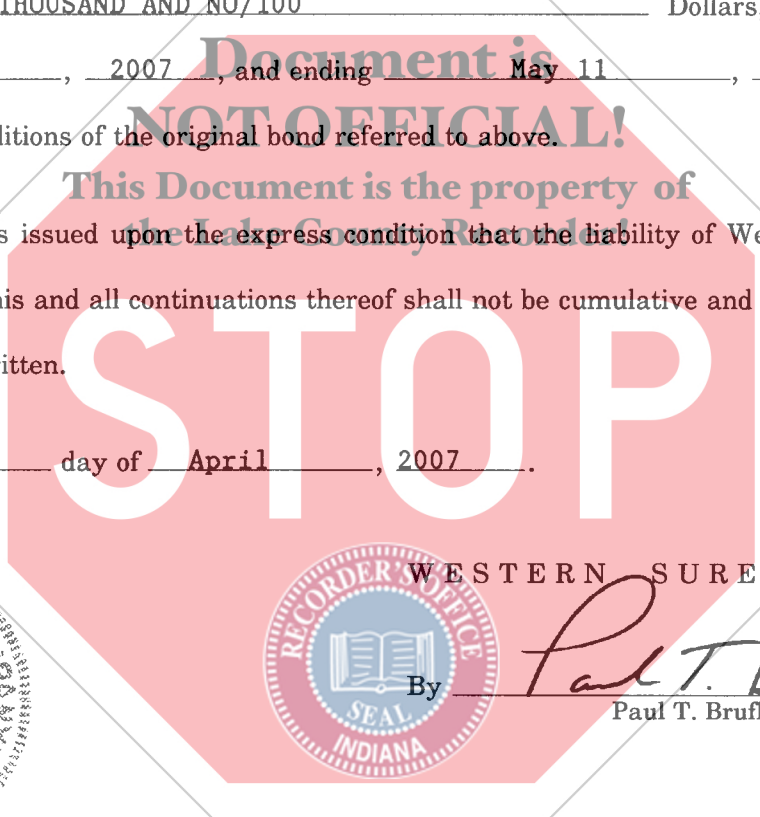 THOUSAND AND NO/100 Dollars,
, 2007 , and ending May 11 ,
Document is
NOT OFFICIAL!
ditions of the original bond referred to above.
This Document is the property of
the Lake County Recorder!
s issued upon the express condition that the liability of We
his and all continuations thereof shall not be cumulative and
itten.
STOP
day of April , 2007 .
WESTERN SURE
RECORDER'S OFFICE
SEAL
INDIANA
By Paul T. B
Paul T. Brufl